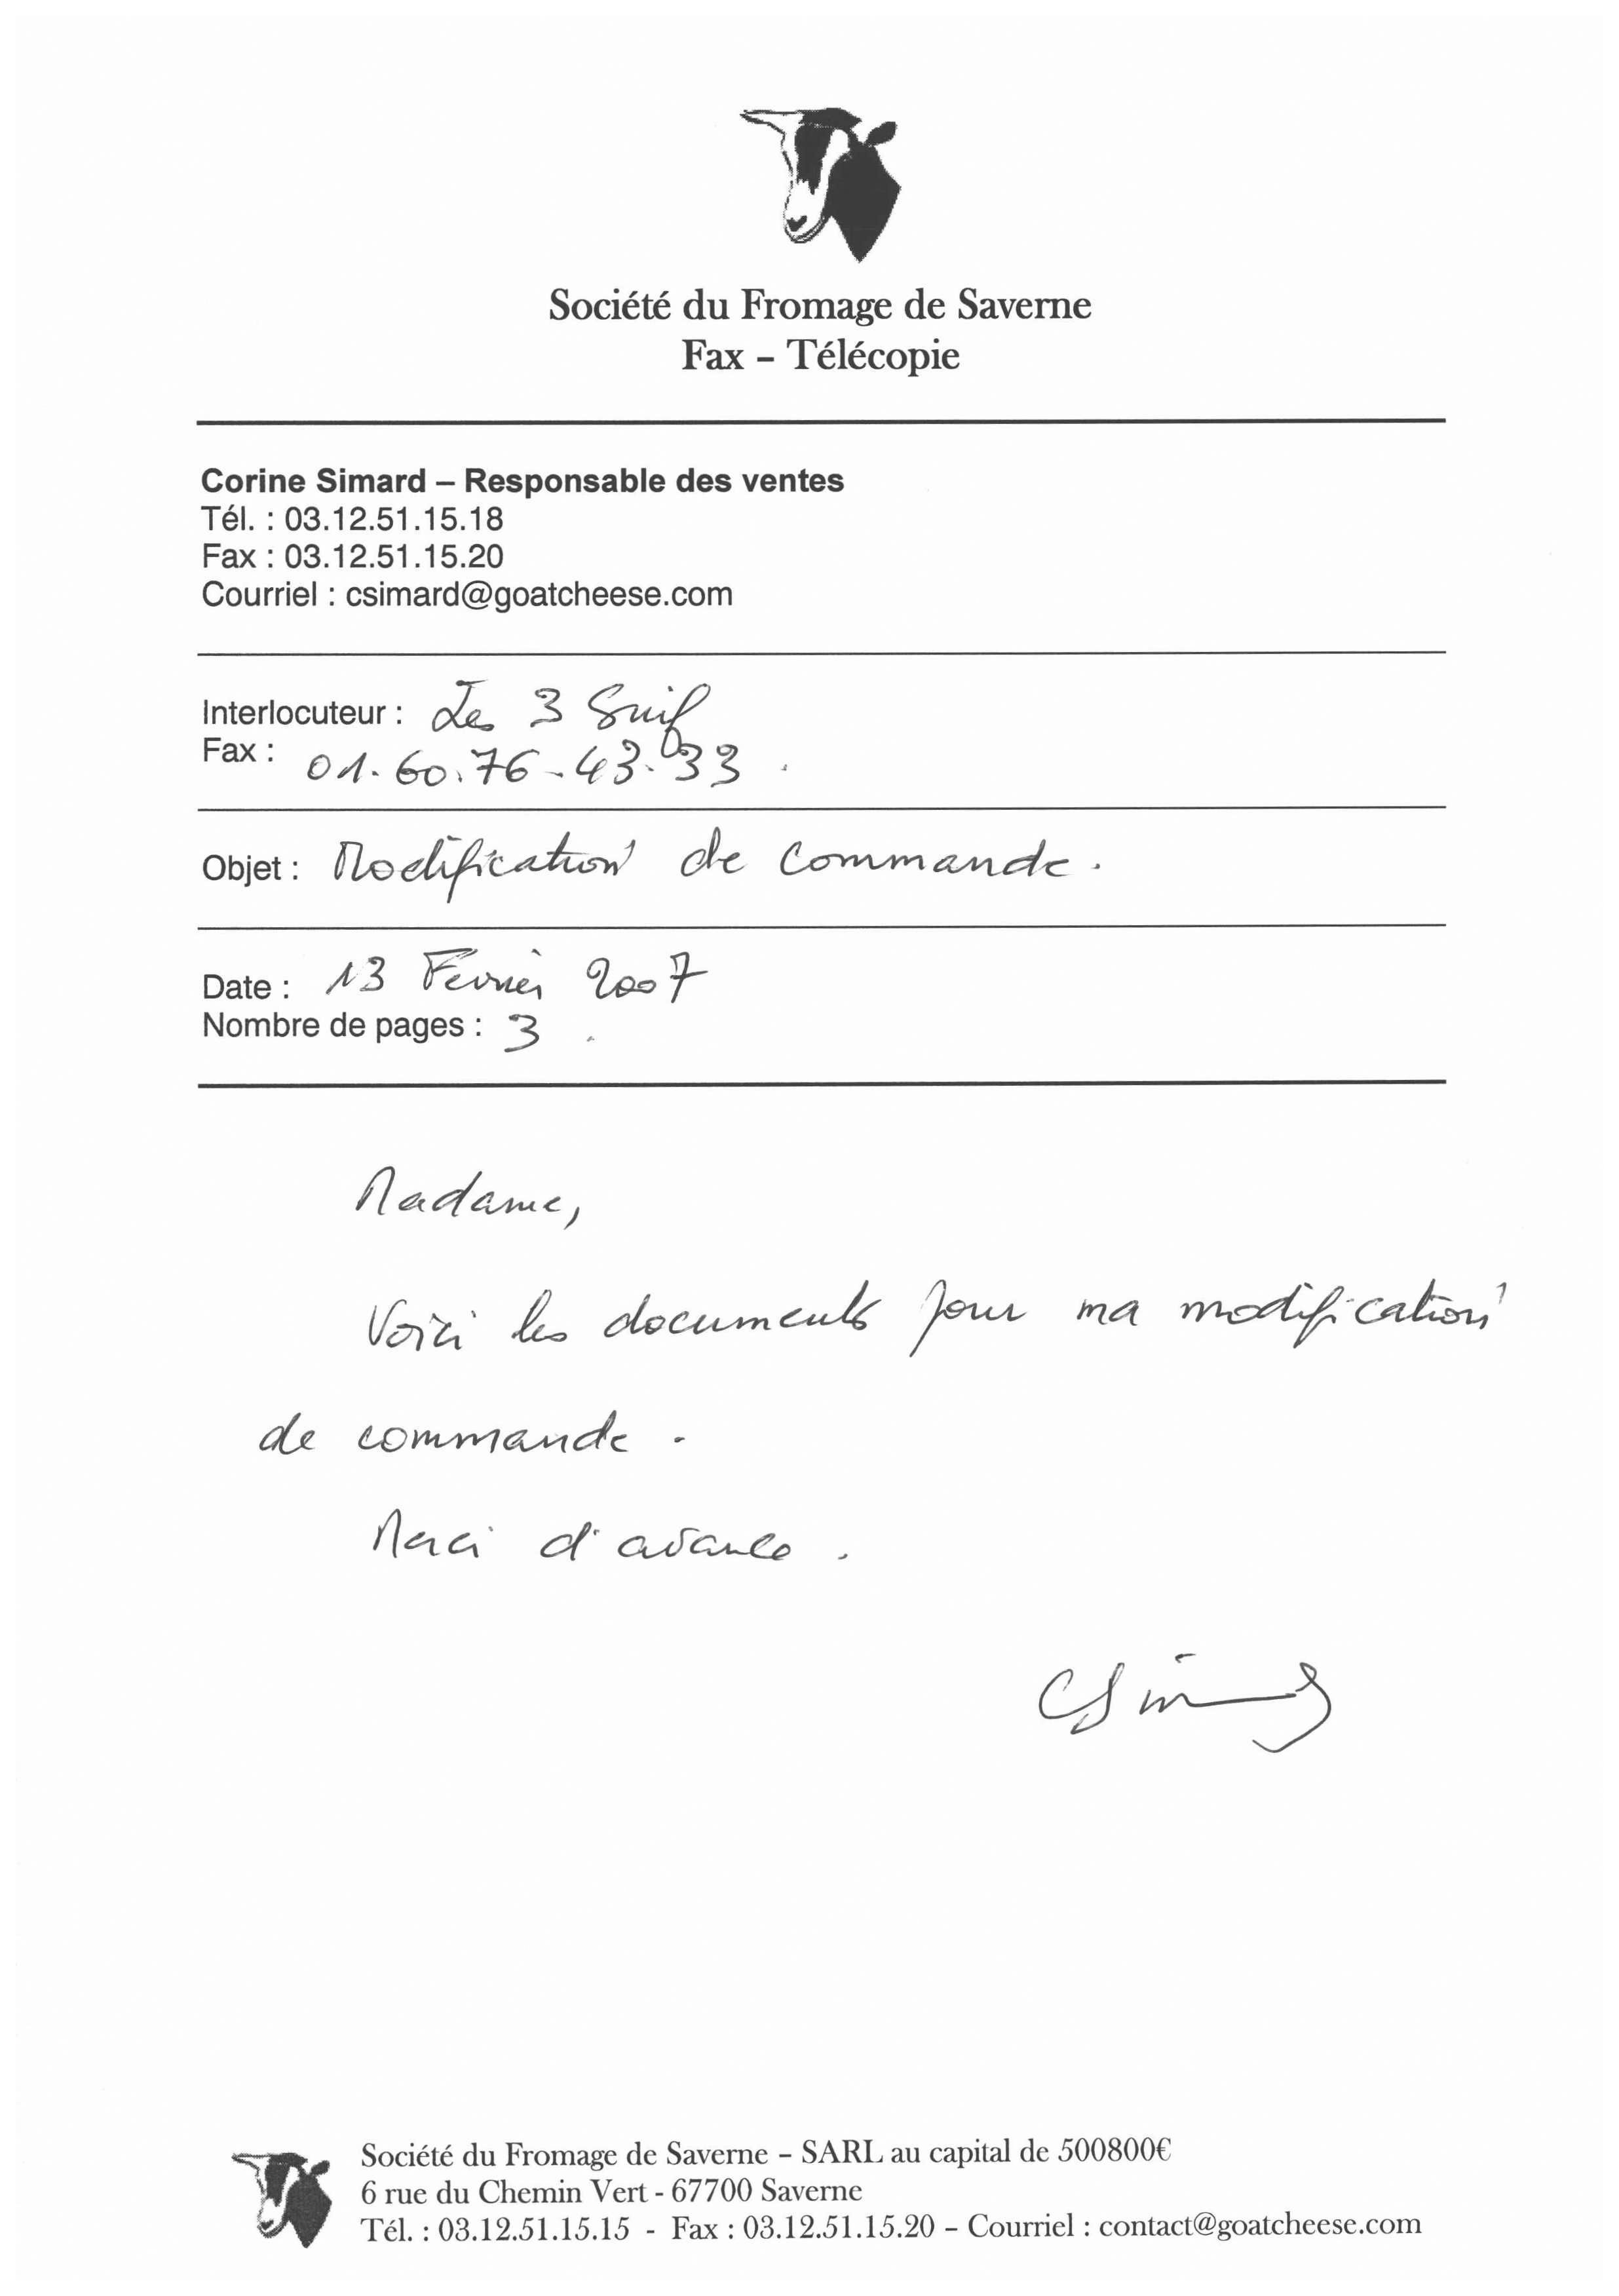 Société du Fromage de Saverne
Fax – Télécopie
Corine Simard – Responsable des ventes
Tél. : 03.12.51.15.18
Fax : 03.12.51.15.20
Courriel : csimard@goatcheese.com
Interlocuteur : Les 3 Suif
Fax : 01.60.76-43-33.
Objet : Modification de commande.
Date : 13 Fevrier 2007
Nombre de pages : 3.
Madame,
Voici les documents pour ma modification
de commande.
Merci d'avance.
CSimard
Société du Fromage de Saverne – SARL au capital de 500800€
6 rue du Chemin Vert - 67700 Saverne
Tél. : 03.12.51.15.15 - Fax : 03.12.51.15.20 – Courriel : contact@goatcheese.com